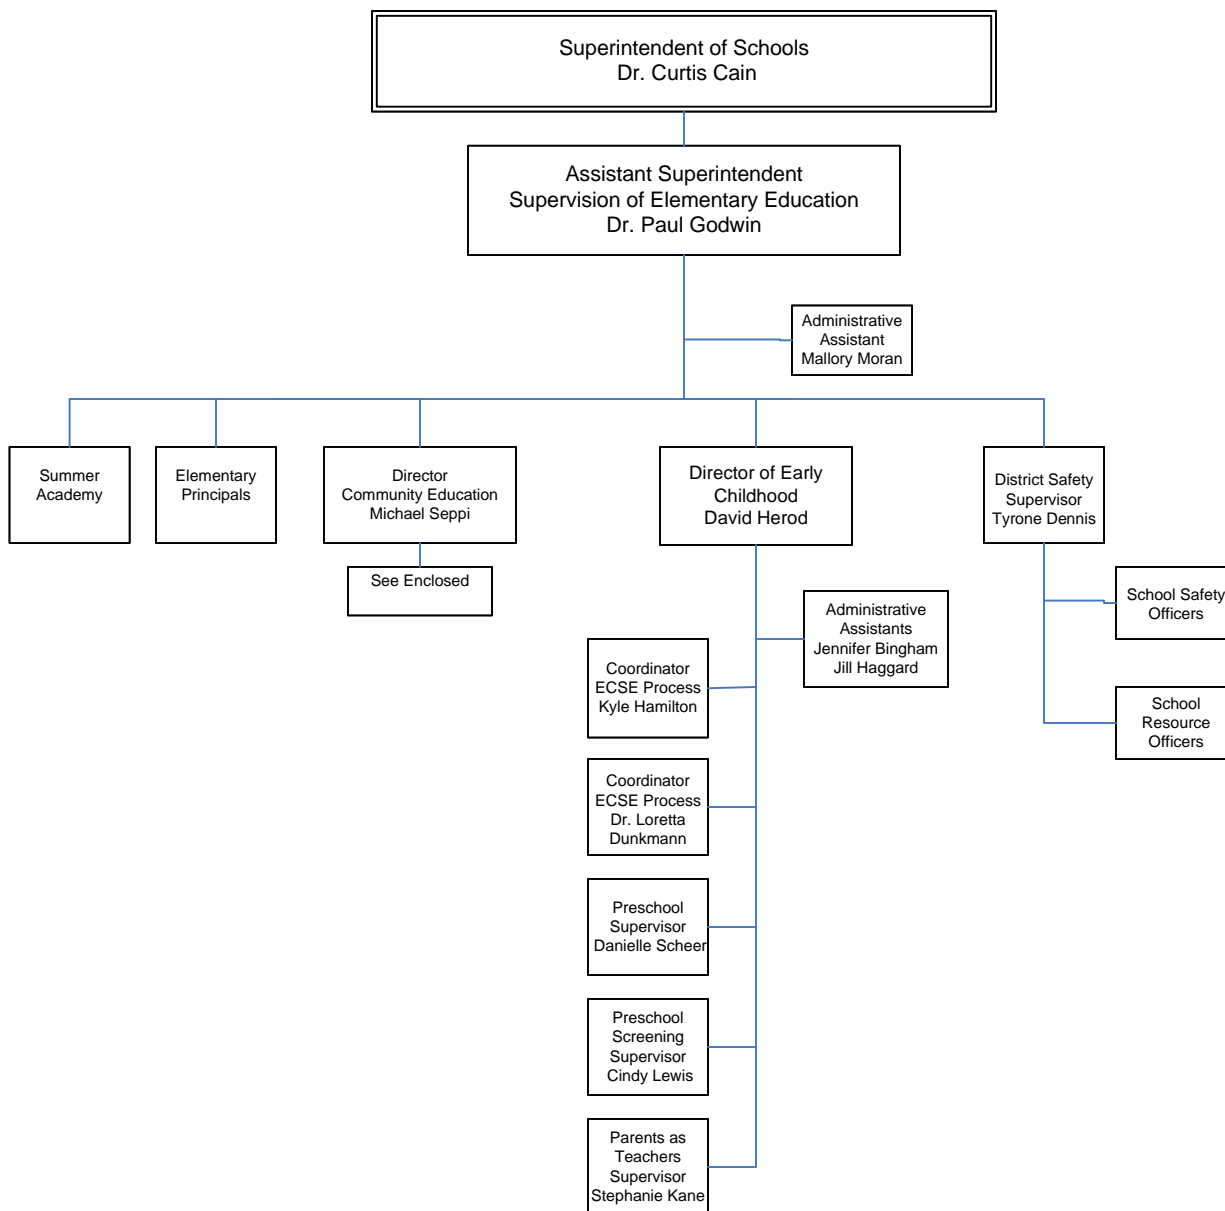 Superintendent of Schools
Dr. Curtis Cain
Assistant Superintendent
Supervision of Elementary Education
Dr. Paul Godwin
Administrative
Assistant
Mallory Moran
Summer
Academy
Elementary
Principals
Director
Community Education
Michael Seppi
Director of Early
Childhood
David Herod
District Safety
Supervisor
Tyrone Dennis
See Enclosed
School Safety
Officers
Administrative
Assistants
Jennifer Bingham
Jill Haggard
Coordinator
ECSE Process
Kyle Hamilton
School
Resource
Officers
Coordinator
ECSE Process
Dr. Loretta
Dunkmann
Preschool
Supervisor
Danielle Scheer
Preschool
Screening
Supervisor
Cindy Lewis
Parents as
Teachers
Supervisor
Stephanie Kane